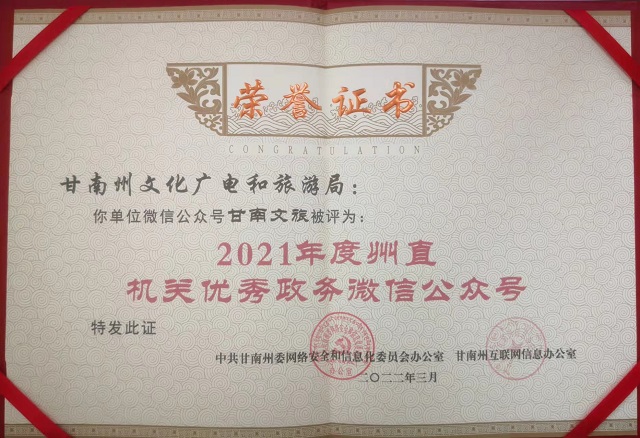 荣誉证书
CONGRATULATION
甘南州文化广电和旅游局：
你单位微信公众号甘南文旅被评为：
2021年度州直
机关优秀政务微信公众号
特发此证
中共甘南州委网络安全和信息化委员会办公室 甘南州互联网信息办公室
二〇二二年三月